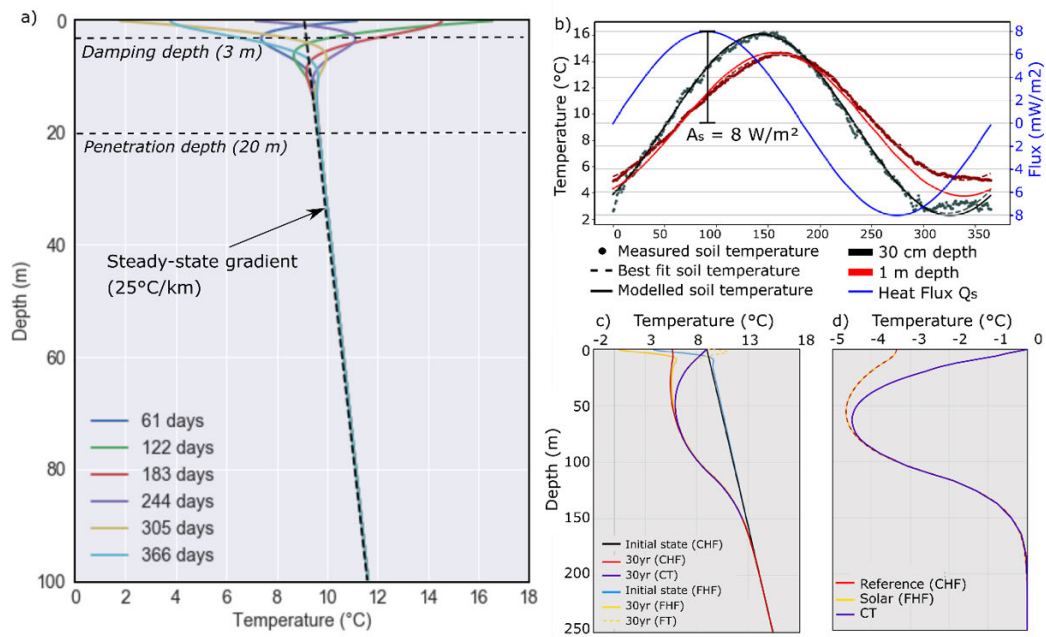 a)
0 2 4 6 8 10 12 14 16 18
0
20
40
60
80
100
Depth (m)
Damping depth (3 m)
Penetration depth (20 m)
Steady-state gradient
(25°C/km)
61 days
122 days
183 days
244 days
305 days
366 days
Temperature (°C)
b)
16
14
12
10
8
6
4
2
Temperature (°C)
8
6
4
2
0
2
4
6
8
Flux (mW/m2)
As = 8 W/m²
0 50 100 150 200 250 300 350
Measured soil temperature
Best fit soil temperature
Modelled soil temperature
30 cm depth
1 m depth
Heat Flux Qs
c) Temperature (°C)
-2 3 8 13 18
0
50
100
150
200
250
Depth (m)
Initial state (CHF)
30yr (CHF)
30yr (CT)
Initial state (FHF)
30yr (FHF)
30yr (FT)
d) Temperature (°C)
-5 -4 -3 -2 -1 0
Reference (CHF)
Solar (FHF)
CT